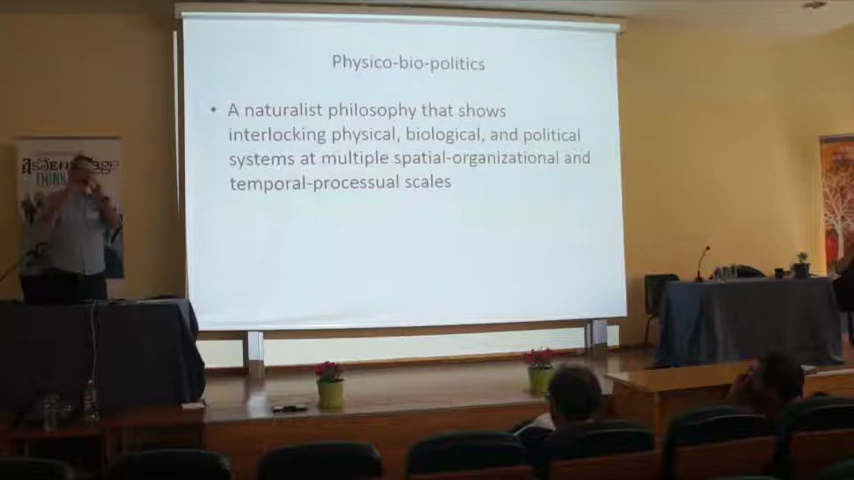 Physico-bio-politics
• A naturalist philosophy that shows
interlocking physical, biological, and political
systems at multiple spatial-organizational and
temporal-processual scales
THINK